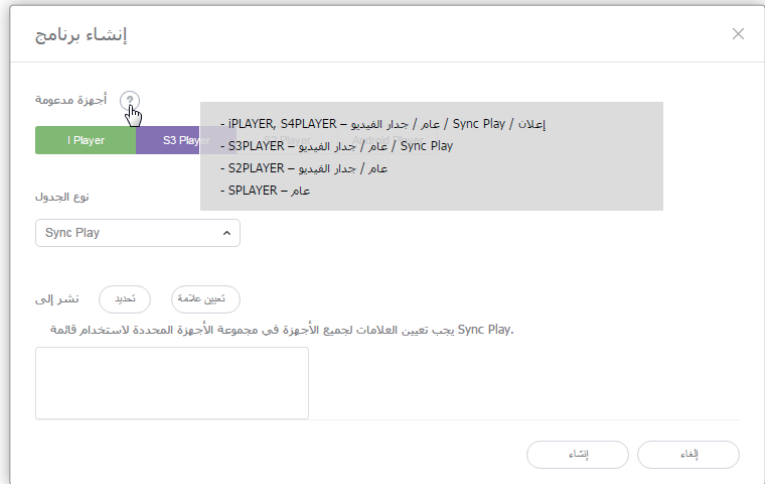 إنشاء برنامج
أجهزة مدعومة ?
I Player S3 Player
- iPLAYER, S4PLAYER – عام / جدار الفيديو / Sync Play / إعلان
- S3PLAYER – عام / جدار الفيديو / Sync Play
- S2PLAYER – عام / جدار الفيديو
- SPLAYER – عام
نوع الجدول
Sync Play
نشر إلى تحديد تعيين علامة
يجب تعيين العلامات لجميع الأجهزة في مجموعة الأجهزة المحددة لاستخدام قائمة Sync Play.
إنشاء إلغاء